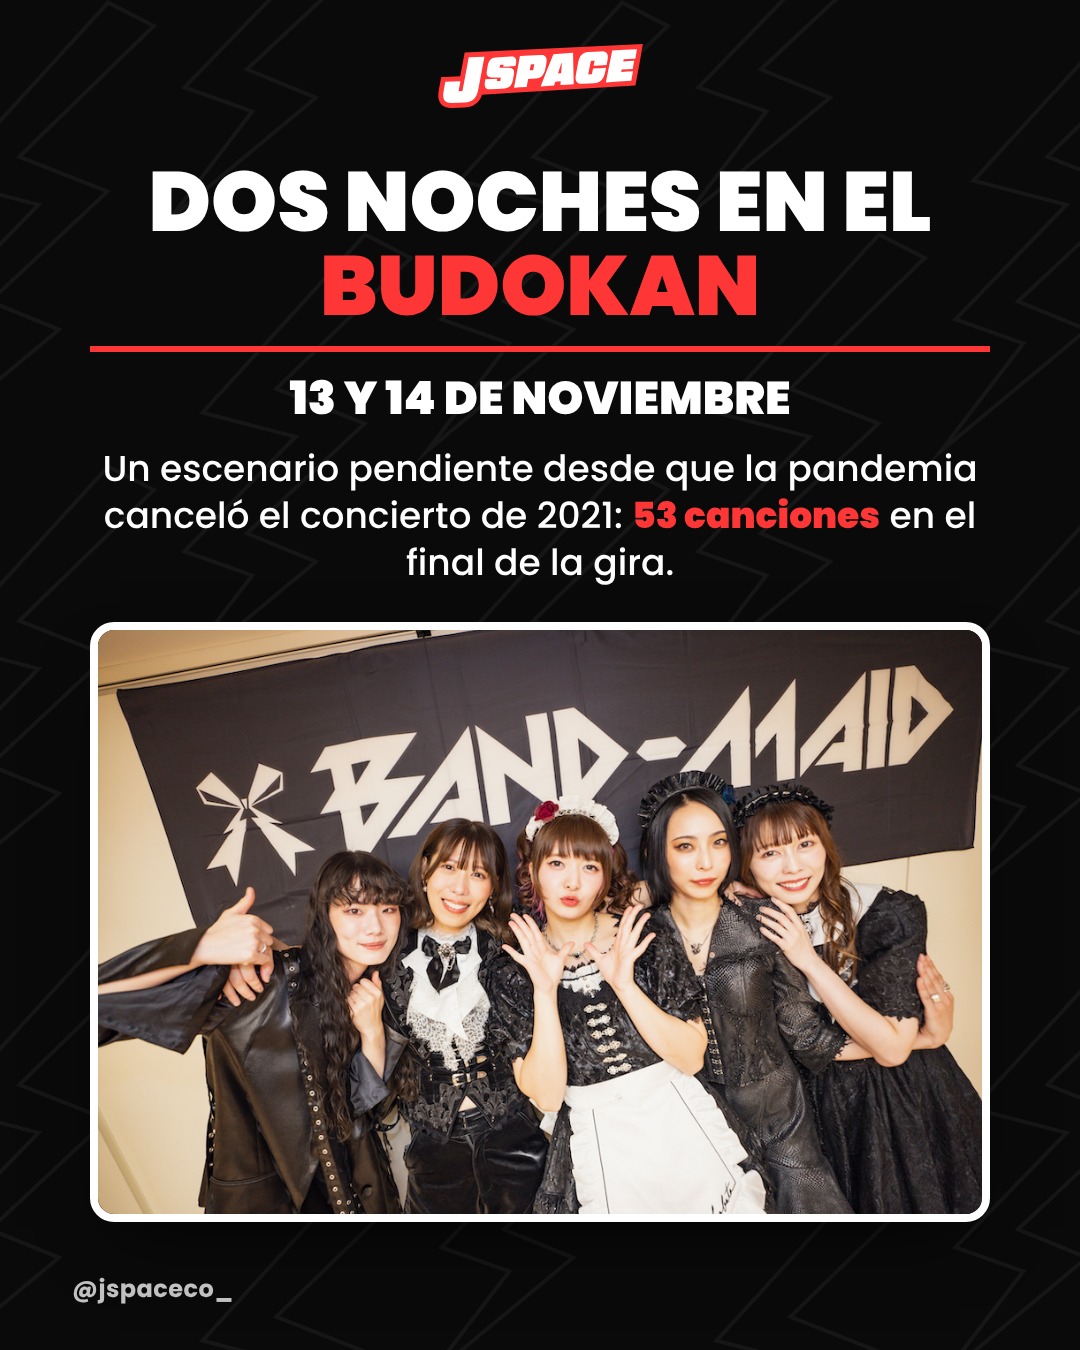 JSPACE
DOS NOCHES EN EL
BUDOKAN
13 Y 14 DE NOVIEMBRE
Un escenario pendiente desde que la pandemia
canceló el concierto de 2021: 53 canciones en el
final de la gira.
BAND-MAID
@jspaceco_